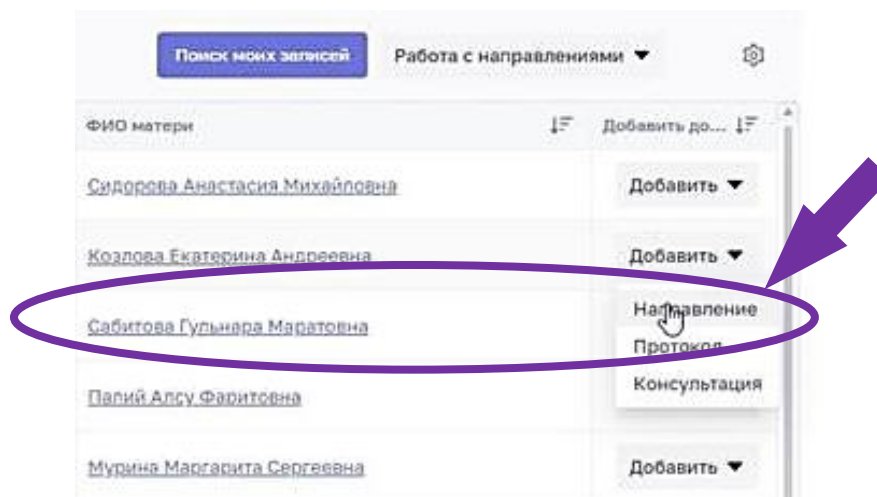 Поиск моих записей Работа с направлениями
ФИО матери Добавить до...
Сидорова Анастасия Михайловна Добавить
Козлова Екатерина Андреевна Добавить
Направление
Сабитова Гульнара Маратовна
Протокол
Палий Алсу Фаритовна
Консультация
Мурина Маргарита Сергеевна Добавить